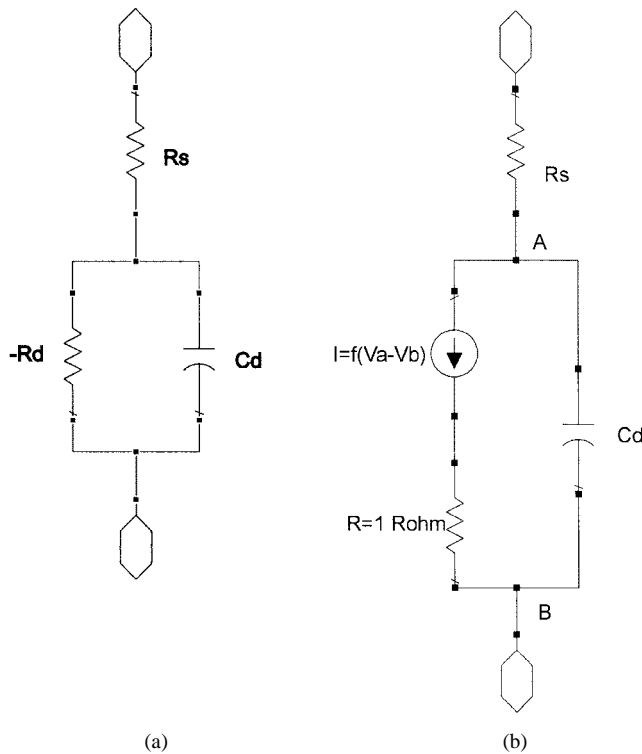 Rs
-Rd
Cd
(a)
Rs
A
I=f(Va-Vb)
Cd
R=1 Rohm
B
(b)